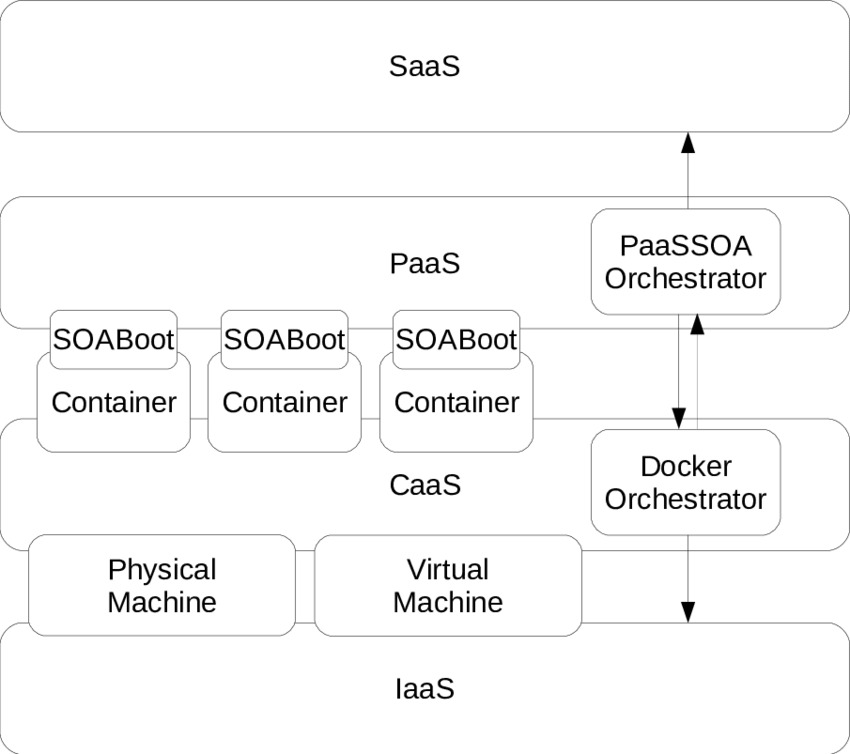 SaaS
PaaS
PaaSSOA
Orchestrator
SOABoot
SOABoot
SOABoot
Container
Container
Container
CaaS
Docker
Orchestrator
Physical
Machine
Virtual
Machine
IaaS